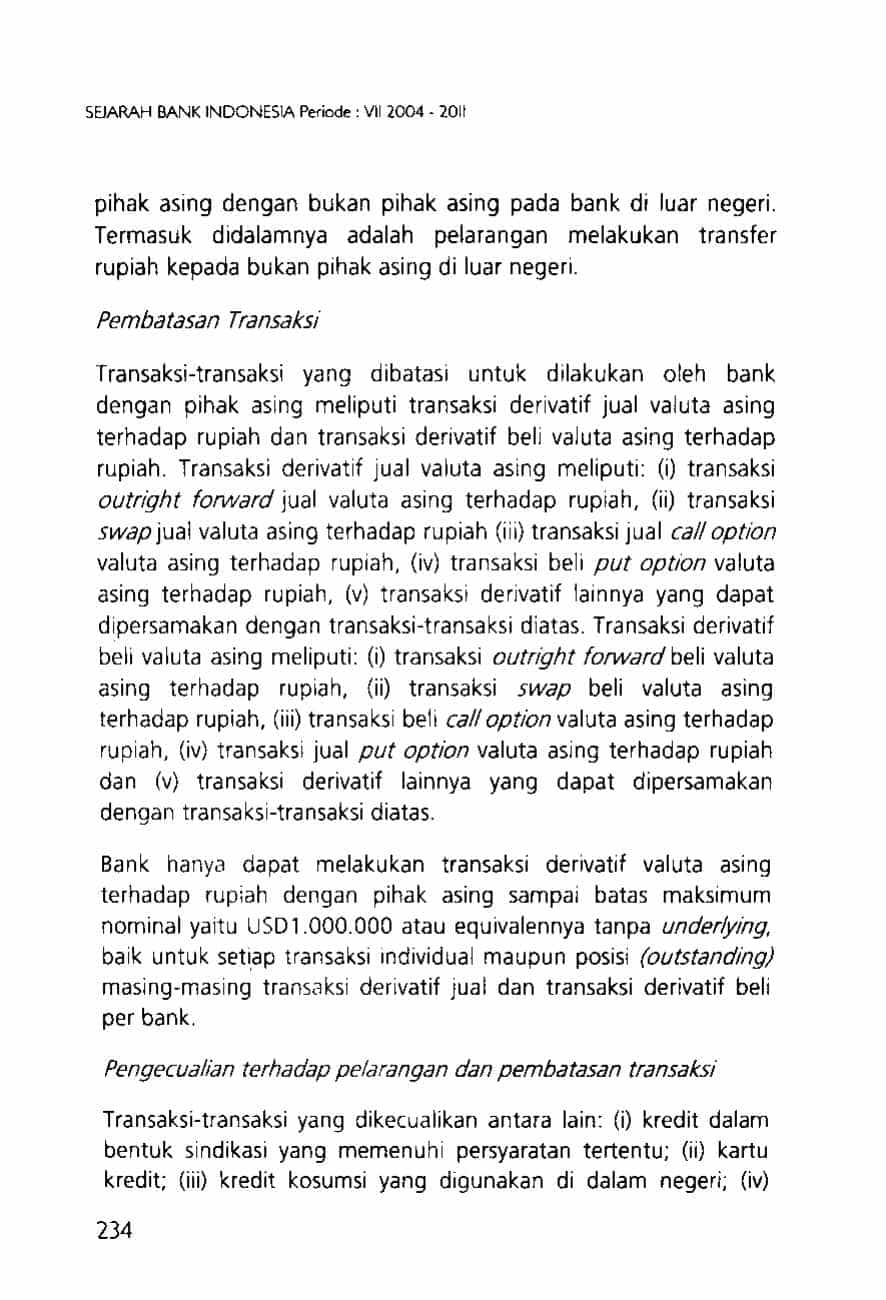 SEJARAH BANK INDONESIA Periode : VII 2004 - 2011
pihak asing dengan bukan pihak asing pada bank di luar negeri.
Termasuk didalamnya adalah pelarangan melakukan transfer
rupiah kepada bukan pihak asing di luar negeri.
Pembatasan Transaksi
Transaksi-transaksi yang dibatasi untuk dilakukan oleh bank
dengan pihak asing meliputi transaksi derivatif jual valuta asing
terhadap rupiah dan transaksi derivatif beli valuta asing terhadap
rupiah. Transaksi derivatif jual valuta asing meliputi: (i) transaksi
outright forward jual valuta asing terhadap rupiah, (ii) transaksi
swap jual valuta asing terhadap rupiah (iii) transaksi jual call option
valuta asing terhadap rupiah, (iv) transaksi beli put option valuta
asing terhadap rupiah, (v) transaksi derivatif lainnya yang dapat
dipersamakan dengan transaksi-transaksi diatas. Transaksi derivatif
beli valuta asing meliputi: (i) transaksi outright forward beli valuta
asing terhadap rupiah, (ii) transaksi swap beli valuta asing
terhadap rupiah, (iii) transaksi beli call option valuta asing terhadap
rupiah, (iv) transaksi jual put option valuta asing terhadap rupiah
dan (v) transaksi derivatif lainnya yang dapat dipersamakan
dengan transaksi-transaksi diatas.
Bank hanya dapat melakukan transaksi derivatif valuta asing
terhadap rupiah dengan pihak asing sampai batas maksimum
nominal yaitu USD1.000.000 atau equivalennya tanpa underlying,
baik untuk setiap transaksi individual maupun posisi (outstanding)
masing-masing transaksi derivatif jual dan transaksi derivatif beli
per bank.
Pengecualian terhadap pelarangan dan pembatasan transaksi
Transaksi-transaksi yang dikecualikan antara lain: (i) kredit dalam
bentuk sindikasi yang memenuhi persyaratan tertentu; (ii) kartu
kredit; (iii) kredit kosumsi yang digunakan di dalam negeri; (iv)
234